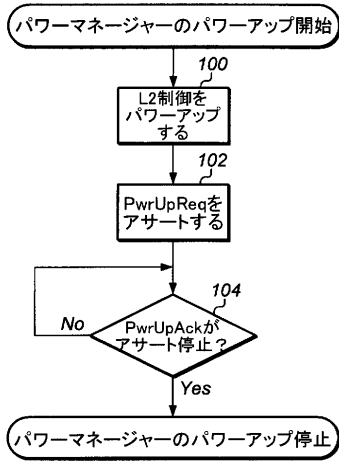 パワーマネージャーのパワーアップ開始
100
L2制御を
パワーアップ
する
102
PwrUpReqを
アサートする
104
PwrUpAckが
アサート停止？
No
Yes
パワーマネージャーのパワーアップ停止